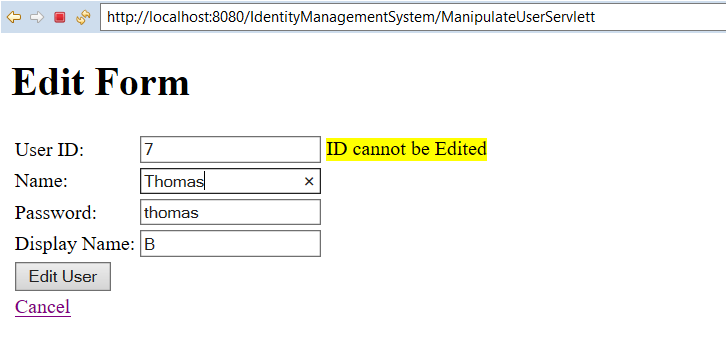 http://localhost:8080/IdentityManagementSystem/ManipulateUserServlett
Edit Form
User ID: 7 ID cannot be Edited
Name: Thomas ×
Password: thomas
Display Name: B
Edit User
Cancel